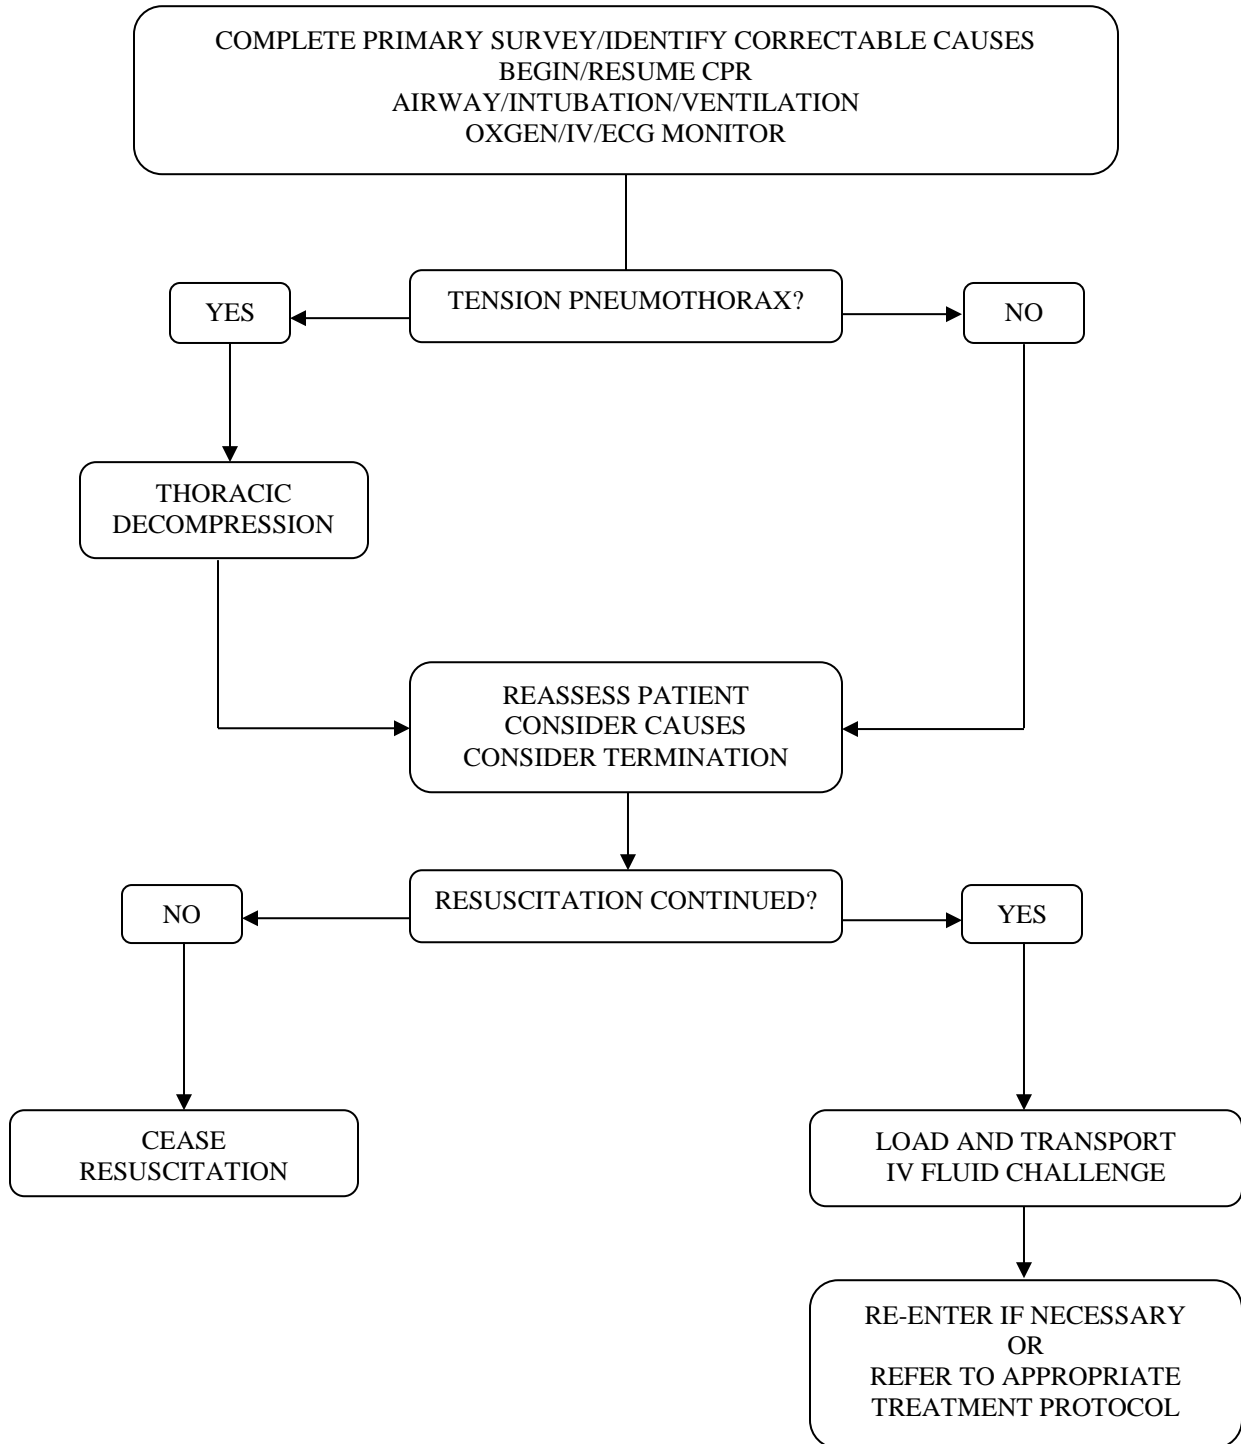 COMPLETE PRIMARY SURVEY/IDENTIFY CORRECTABLE CAUSES
BEGIN/RESUME CPR
AIRWAY/INTUBATION/VENTILATION
OXGEN/IV/ECG MONITOR
YES
TENSION PNEUMOTHORAX?
NO
THORACIC
DECOMPRESSION
REASSESS PATIENT
CONSIDER CAUSES
CONSIDER TERMINATION
NO
RESUSCITATION CONTINUED?
YES
CEASE
RESUSCITATION
LOAD AND TRANSPORT
IV FLUID CHALLENGE
RE-ENTER IF NECESSARY
OR
REFER TO APPROPRIATE
TREATMENT PROTOCOL